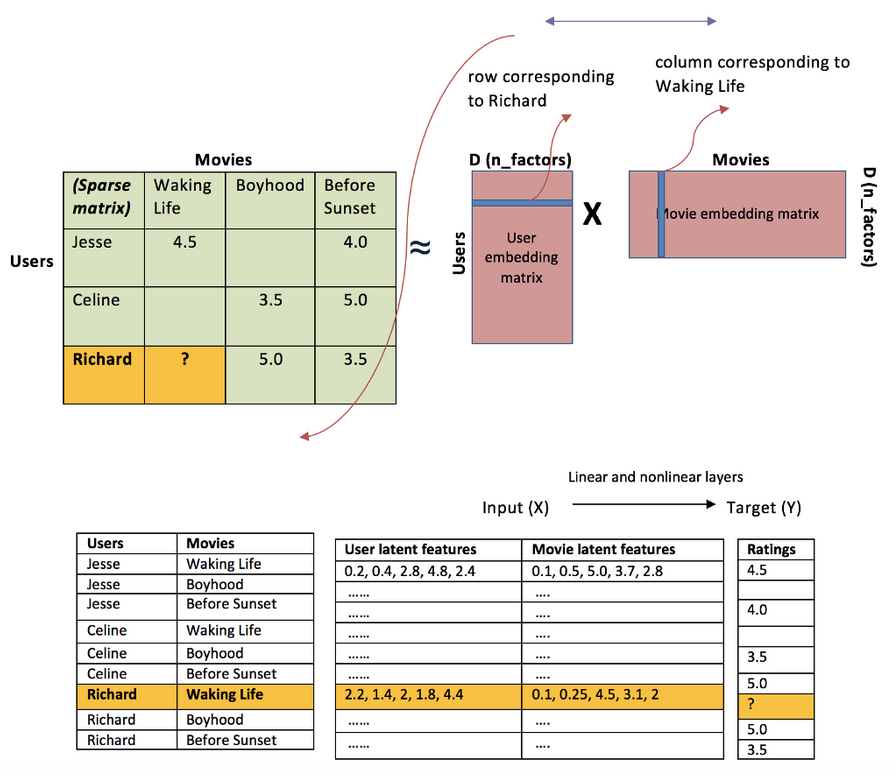 row corresponding
to Richard
column corresponding to
Waking Life
Movies
(Sparse
matrix)
Waking
Life
Boyhood
Before
Sunset
Users
Jesse
4.5
4.0
Celine
3.5
5.0
Richard
?
5.0
3.5
≈
D (n_factors)
Users
User
embedding
matrix
X
Movies
Movie embedding matrix
D (n_factors)
Linear and nonlinear layers
Input (X)
Target (Y)
Users Movies
Jesse Waking Life
Jesse Boyhood
Jesse Before Sunset
Celine Waking Life
Celine Boyhood
Celine Before Sunset
Richard Waking Life
Richard Boyhood
Richard Before Sunset
User latent features Movie latent features
0.2, 0.4, 2.8, 4.8, 2.4 0.1, 0.5, 5.0, 3.7, 2.8
...... ....
...... ....
...... ....
...... ....
...... ....
2.2, 1.4, 2, 1.8, 4.4 0.1, 0.25, 4.5, 3.1, 2
...... ....
...... ....
Ratings
4.5
4.0
3.5
5.0
?
5.0
3.5